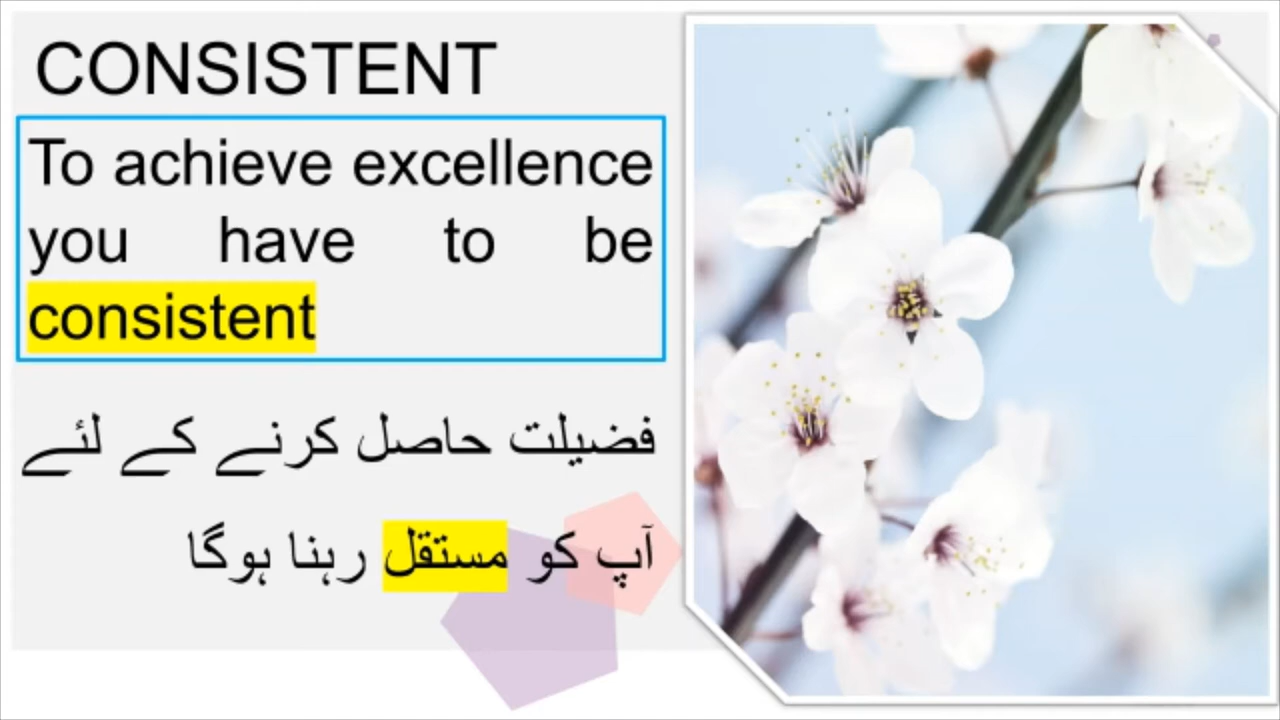 CONSISTENT
To achieve excellence
you have to be
consistent
فضیلت حاصل کرنے کے لئے
آپ کو مستقل رہنا ہوگا